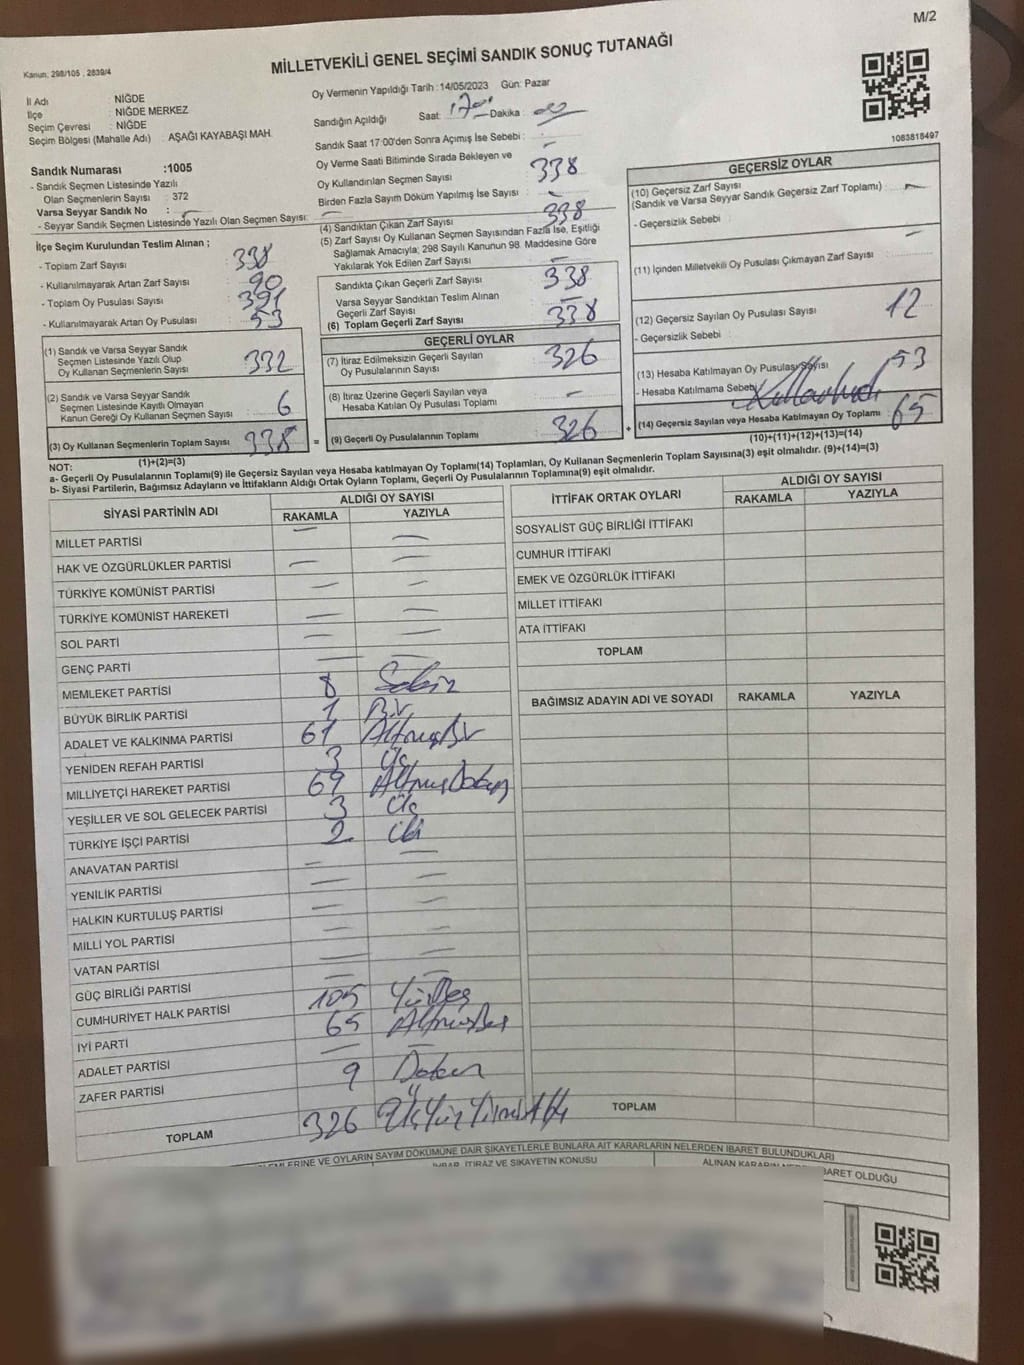 M/2
Kanun; 298/105 , 2839/4
MİLLETVEKİLİ GENEL SEÇİMİ SANDIK SONUÇ TUTANAĞI
İl Adı : NİĞDE
İlçe : NİĞDE MERKEZ
Seçim Çevresi : NİĞDE
Seçim Bölgesi (Mahalle Adı) : AŞAĞI KAYABAŞI MAH.
Sandık Numarası :1005
- Sandık Seçmen Listesinde Yazılı
Olan Seçmenlerin Sayısı : 372
Varsa Seyyar Sandık No :
- Seyyar Sandık Seçmen Listesinde Yazılı Olan Seçmen Sayısı:
İlçe Seçim Kurulundan Teslim Alınan ;
- Toplam Zarf Sayısı : 338
- Kullanılmayarak Artan Zarf Sayısı : 90
- Toplam Oy Pusulası Sayısı : 391
- Kullanılmayarak Artan Oy Pusulası : 53
(1) Sandık ve Varsa Seyyar Sandık
Seçmen Listesinde Yazılı Olup
Oy Kullanan Seçmenlerin Sayısı : 332
(2) Sandık ve Varsa Seyyar Sandık
Seçmen Listesinde Kayıtlı Olmayan
Kanun Gereği Oy Kullanan Seçmen Sayısı : 6
(3) Oy Kullanan Seçmenlerin Toplam Sayısı : 338 =
(1)+(2)=(3)
Oy Vermenin Yapıldığı Tarih :14/05/2023 Gün: Pazar
Sandığın Açıldığı Saat: Dakika :
Sandık Saat 17:00'den Sonra Açımış İse Sebebi :
Oy Verme Saati Bitiminde Sırada Bekleyen ve
Oy Kullandırılan Seçmen Sayısı : 338
Birden Fazla Sayım Döküm Yapılmış İse Sayısı : -
(4) Sandıktan Çıkan Zarf Sayısı : 338
(5) Zarf Sayısı Oy Kullanan Seçmen Sayısından Fazla İse, Eşitliği
Sağlamak Amacıyla; 298 Sayılı Kanunun 98. Maddesine Göre
Yakılarak Yok Edilen Zarf Sayısı : -
Sandıkta Çıkan Geçerli Zarf Sayısı : 338
Varsa Seyyar Sandıktan Teslim Alınan
Geçerli Zarf Sayısı : -
(6) Toplam Geçerli Zarf Sayısı : 338
GEÇERLİ OYLAR
(7) İtiraz Edilmeksizin Geçerli Sayılan
Oy Pusulalarının Sayısı : 326
(8) İtiraz Üzerine Geçerli Sayılan veya
Hesaba Katılan Oy Pusulası Toplamı : -
(9) Geçerli Oy Pusulalarının Toplamı : 326 +
1083818497
GEÇERSİZ OYLAR
(10) Geçersiz Zarf Sayısı
(Sandık ve Varsa Seyyar Sandık Geçersiz Zarf Toplamı) : -
- Geçersizlik Sebebi :
(11) İçinden Milletvekili Oy Pusulası Çıkmayan Zarf Sayısı : -
(12) Geçersiz Sayılan Oy Pusulası Sayısı : 12
- Geçersizlik Sebebi :
(13) Hesaba Katılmayan Oy Pusulası Sayısı : 53
- Hesaba Katılmama Sebebi :
(14) Geçersiz Sayılan veya Hesaba Katılmayan Oy Toplamı : 65
(10)+(11)+(12)+(13)=(14)
NOT:
a- Geçerli Oy Pusulalarının Toplamı(9) ile Geçersiz Sayılan veya Hesaba katılmayan Oy Toplamı(14) Toplamları, Oy Kullanan Seçmenlerin Toplam Sayısına(3) eşit olmalıdır. (9)+(14)=(3)
b- Siyasi Partilerin, Bağımsız Adayların ve İttifakların Aldığı Ortak Oyların Toplamı, Geçerli Oy Pusulalarının Toplamına(9) eşit olmalıdır.
SİYASİ PARTİNİN ADI ALDIĞI OY SAYISI
RAKAMLA YAZIYLA
MİLLET PARTİSİ - -
HAK VE ÖZGÜRLÜKLER PARTİSİ - -
TÜRKİYE KOMÜNİST PARTİSİ - -
TÜRKİYE KOMÜNİST HAREKETİ - -
SOL PARTİ - -
GENÇ PARTİ - -
MEMLEKET PARTİSİ 8 Sekiz
BÜYÜK BİRLİK PARTİSİ 1 Bir
ADALET VE KALKINMA PARTİSİ 61 AltmışBir
YENİDEN REFAH PARTİSİ 3 Üç
MİLLİYETÇİ HAREKET PARTİSİ 69 AltmışDokuz
YEŞİLLER VE SOL GELECEK PARTİSİ 3 Üç
TÜRKİYE İŞÇİ PARTİSİ 2 iki
ANAVATAN PARTİSİ - -
YENİLİK PARTİSİ - -
HALKIN KURTULUŞ PARTİSİ - -
MİLLİ YOL PARTİSİ - -
VATAN PARTİSİ - -
GÜÇ BİRLİĞİ PARTİSİ - -
CUMHURİYET HALK PARTİSİ 105 YüzBeş
İYİ PARTİ 65 AltmışBeş
ADALET PARTİSİ - -
ZAFER PARTİSİ 9 Dokuz
TOPLAM 326 ÜçYüzYirmiAltı
İTTİFAK ORTAK OYLARI ALDIĞI OY SAYISI
RAKAMLA YAZIYLA
SOSYALİST GÜÇ BİRLİĞİ İTTİFAKI
CUMHUR İTTİFAKI
EMEK VE ÖZGÜRLÜK İTTİFAKI
MİLLET İTTİFAKI
ATA İTTİFAKI
TOPLAM
BAĞIMSIZ ADAYIN ADI VE SOYADI RAKAMLA YAZIYLA
TOPLAM
VE OYLARIN SAYIM DÖKÜMÜNE DAİR ŞİKAYETLERLE BUNLARA AİT KARARLARIN NELERDEN İBARET BULUNDUKLARI
İTİRAZ VE ŞİKAYETİN KONUSU
ALINAN OLDUĞU